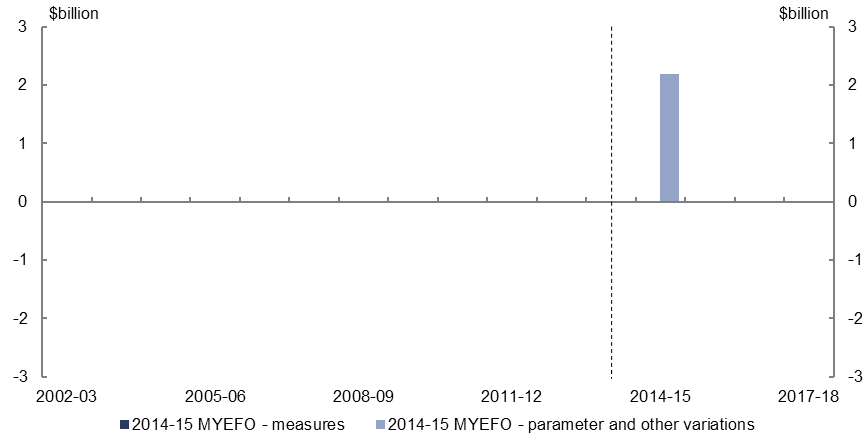 $billion $billion
3 3
2 2
1 1
0 0
-1 -1
-2 -2
-3 -3
2002-03 2005-06 2008-09 2011-12 2014-15 2017-18
2014-15 MYEFO - measures 2014-15 MYEFO - parameter and other variations